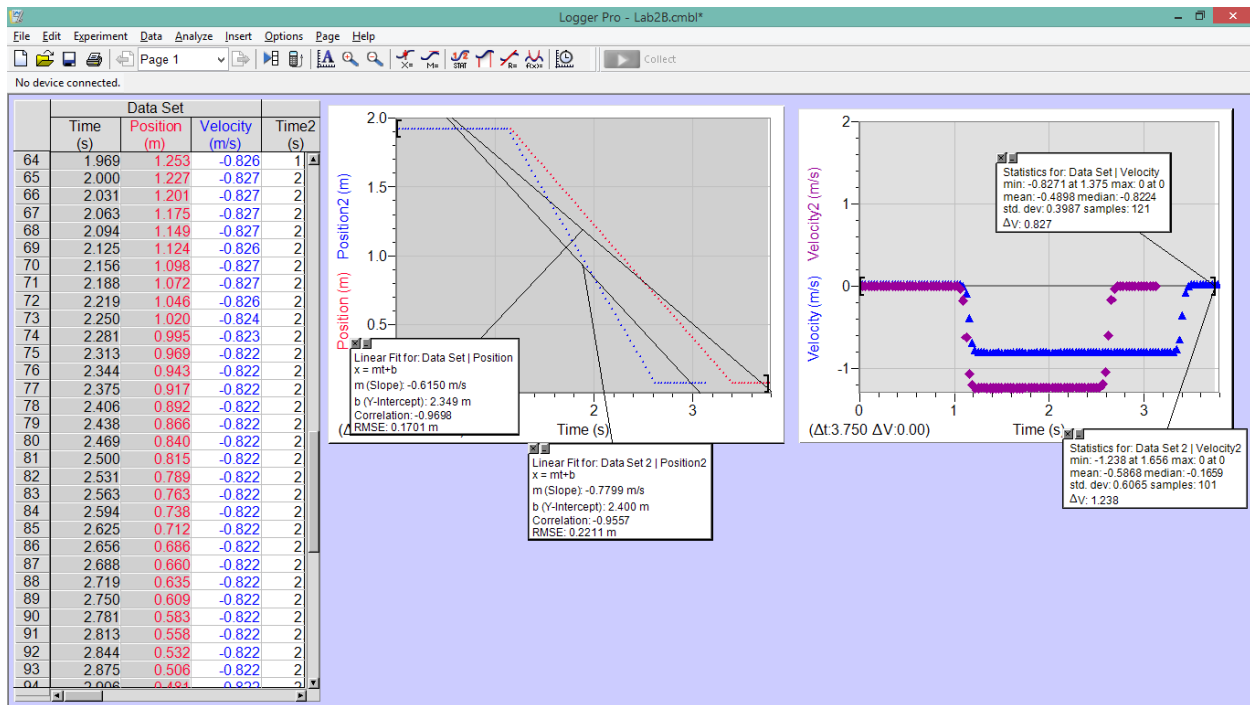 Logger Pro - Lab2B.cmbl*
File Edit Experiment Data Analyze Insert Options Page Help
Page 1
Collect
No device connected.
Data Set
Time Position Velocity Time2
(s) (m) (m/s) (s)
64 1.969 1.253 -0.826 1
65 2.000 1.227 -0.827 2
66 2.031 1.201 -0.827 2
67 2.063 1.175 -0.827 2
68 2.094 1.149 -0.827 2
69 2.125 1.124 -0.826 2
70 2.156 1.098 -0.827 2
71 2.188 1.072 -0.827 2
72 2.219 1.046 -0.826 2
73 2.250 1.020 -0.824 2
74 2.281 0.995 -0.823 2
75 2.313 0.969 -0.822 2
76 2.344 0.943 -0.822 2
77 2.375 0.917 -0.822 2
78 2.406 0.892 -0.822 2
79 2.438 0.866 -0.822 2
80 2.469 0.840 -0.822 2
81 2.500 0.815 -0.822 2
82 2.531 0.789 -0.822 2
83 2.563 0.763 -0.822 2
84 2.594 0.738 -0.822 2
85 2.625 0.712 -0.822 2
86 2.656 0.686 -0.822 2
87 2.688 0.660 -0.822 2
88 2.719 0.635 -0.822 2
89 2.750 0.609 -0.822 2
90 2.781 0.583 -0.822 2
91 2.813 0.558 -0.822 2
92 2.844 0.532 -0.822 2
93 2.875 0.506 -0.822 2
94 2.906 0.481 -0.822 2
Position (m) Position2 (m)
2.0
1.5
1.0
0.5
Linear Fit for: Data Set | Position
x = mt+b
m (Slope): -0.6150 m/s
b (Y-Intercept): 2.349 m
Correlation: -0.9698
RMSE: 0.1701 m
2 3
(Δ
Time (s)
Linear Fit for: Data Set 2 | Position2
x = mt+b
m (Slope): -0.7799 m/s
b (Y-Intercept): 2.400 m
Correlation: -0.9557
RMSE: 0.2211 m
Velocity (m/s) Velocity2 (m/s)
2
1
0
-1
Statistics for: Data Set | Velocity
min: -0.8271 at 1.375 max: 0 at 0
mean: -0.4898 median: -0.8224
std. dev: 0.3987 samples: 121
ΔV: 0.827
0 1 2 3
(Δt:3.750 ΔV:0.00)
Time (s)
Statistics for: Data Set 2 | Velocity2
min: -1.238 at 1.656 max: 0 at 0
mean: -0.5868 median: -0.1659
std. dev: 0.6065 samples: 101
ΔV: 1.238